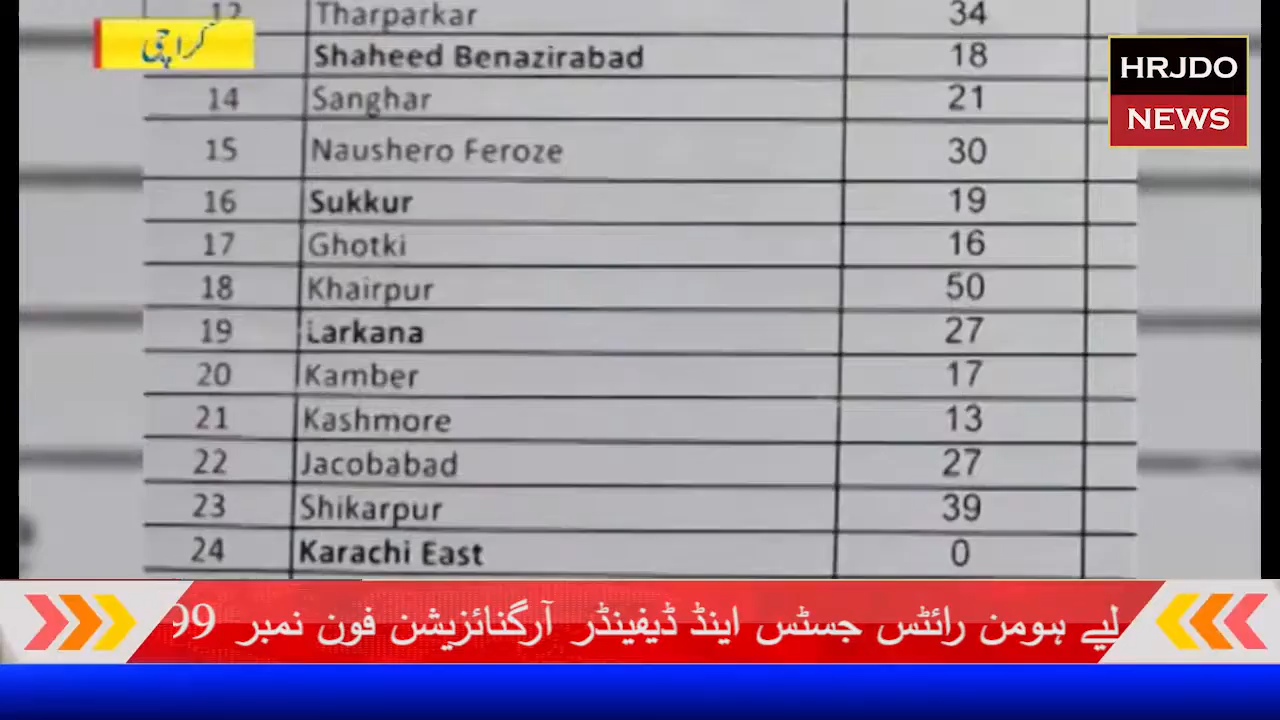 12 Tharparkar 34
کراچی
Shaheed Benazirabad 18
HRJDO
NEWS
14 Sanghar 21
15 Naushero Feroze 30
16 Sukkur 19
17 Ghotki 16
18 Khairpur 50
19 Larkana 27
20 Kamber 17
21 Kashmore 13
22 Jacobabad 27
23 Shikarpur 39
24 Karachi East 0
لیے ہومن رائٹس جسٹس اینڈ ڈیفینڈر آرگنائزیشن فون نمبر 99